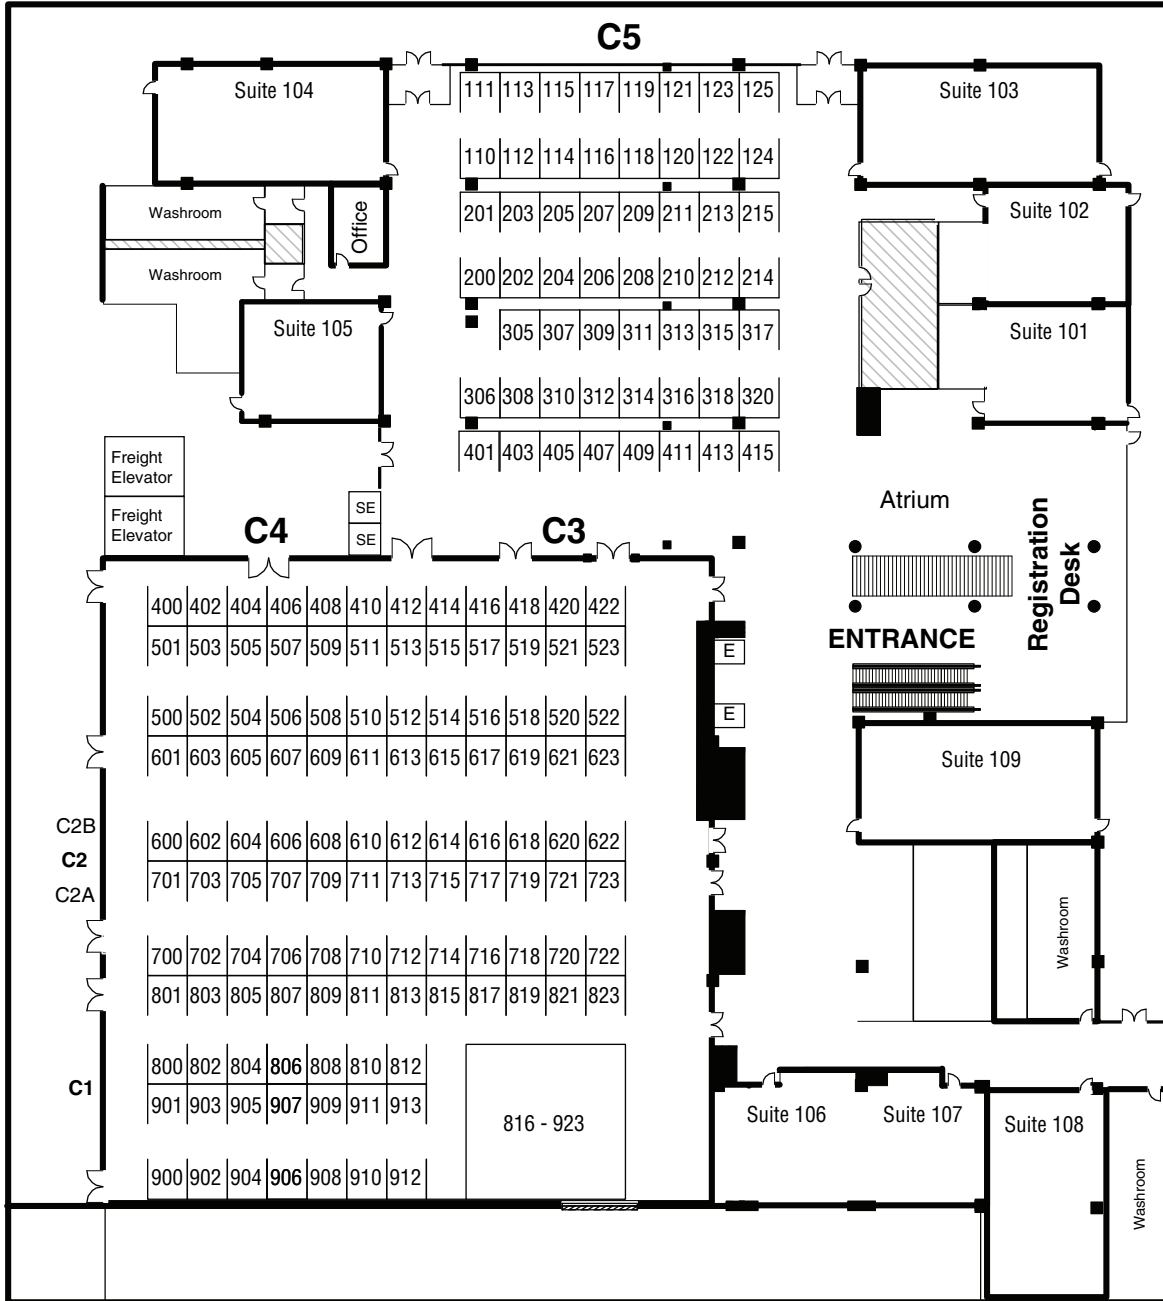 C5
Suite 104
111 113 115 117 119 121 123 125
Suite 103
110 112 114 116 118 120 122 124
Washroom
Office
201 203 205 207 209 211 213 215
Suite 102
Washroom
200 202 204 206 208 210 212 214
Suite 105
305 307 309 311 313 315 317
Suite 101
306 308 310 312 314 316 318 320
401 403 405 407 409 411 413 415
Freight
Elevator
Freight
Elevator
SE
SE
C4
C3
Atrium
Registration
Desk
ENTRANCE
400 402 404 406 408 410 412 414 416 418 420 422
501 503 505 507 509 511 513 515 517 519 521 523
E
500 502 504 506 508 510 512 514 516 518 520 522
E
601 603 605 607 609 611 613 615 617 619 621 623
Suite 109
C2B
C2
C2A
600 602 604 606 608 610 612 614 616 618 620 622
701 703 705 707 709 711 713 715 717 719 721 723
Washroom
700 702 704 706 708 710 712 714 716 718 720 722
801 803 805 807 809 811 813 815 817 819 821 823
C1
800 802 804 806 808 810 812
901 903 905 907 909 911 913
816 - 923
Suite 106
Suite 107
Suite 108
900 902 904 906 908 910 912
Washroom